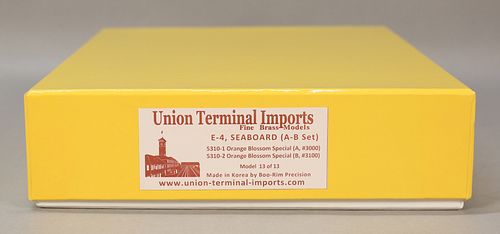 Union Terminal Imports
Fine Brass Models
E-4, SEABOARD (A-B Set)
5310-1 Orange Blossom Special (A, #3000)
5310-2 Orange Blossom Special (B, #3100)
Model 13 of 13
Made in Korea by Boo-Rim Precision
www.union-terminal-imports.com